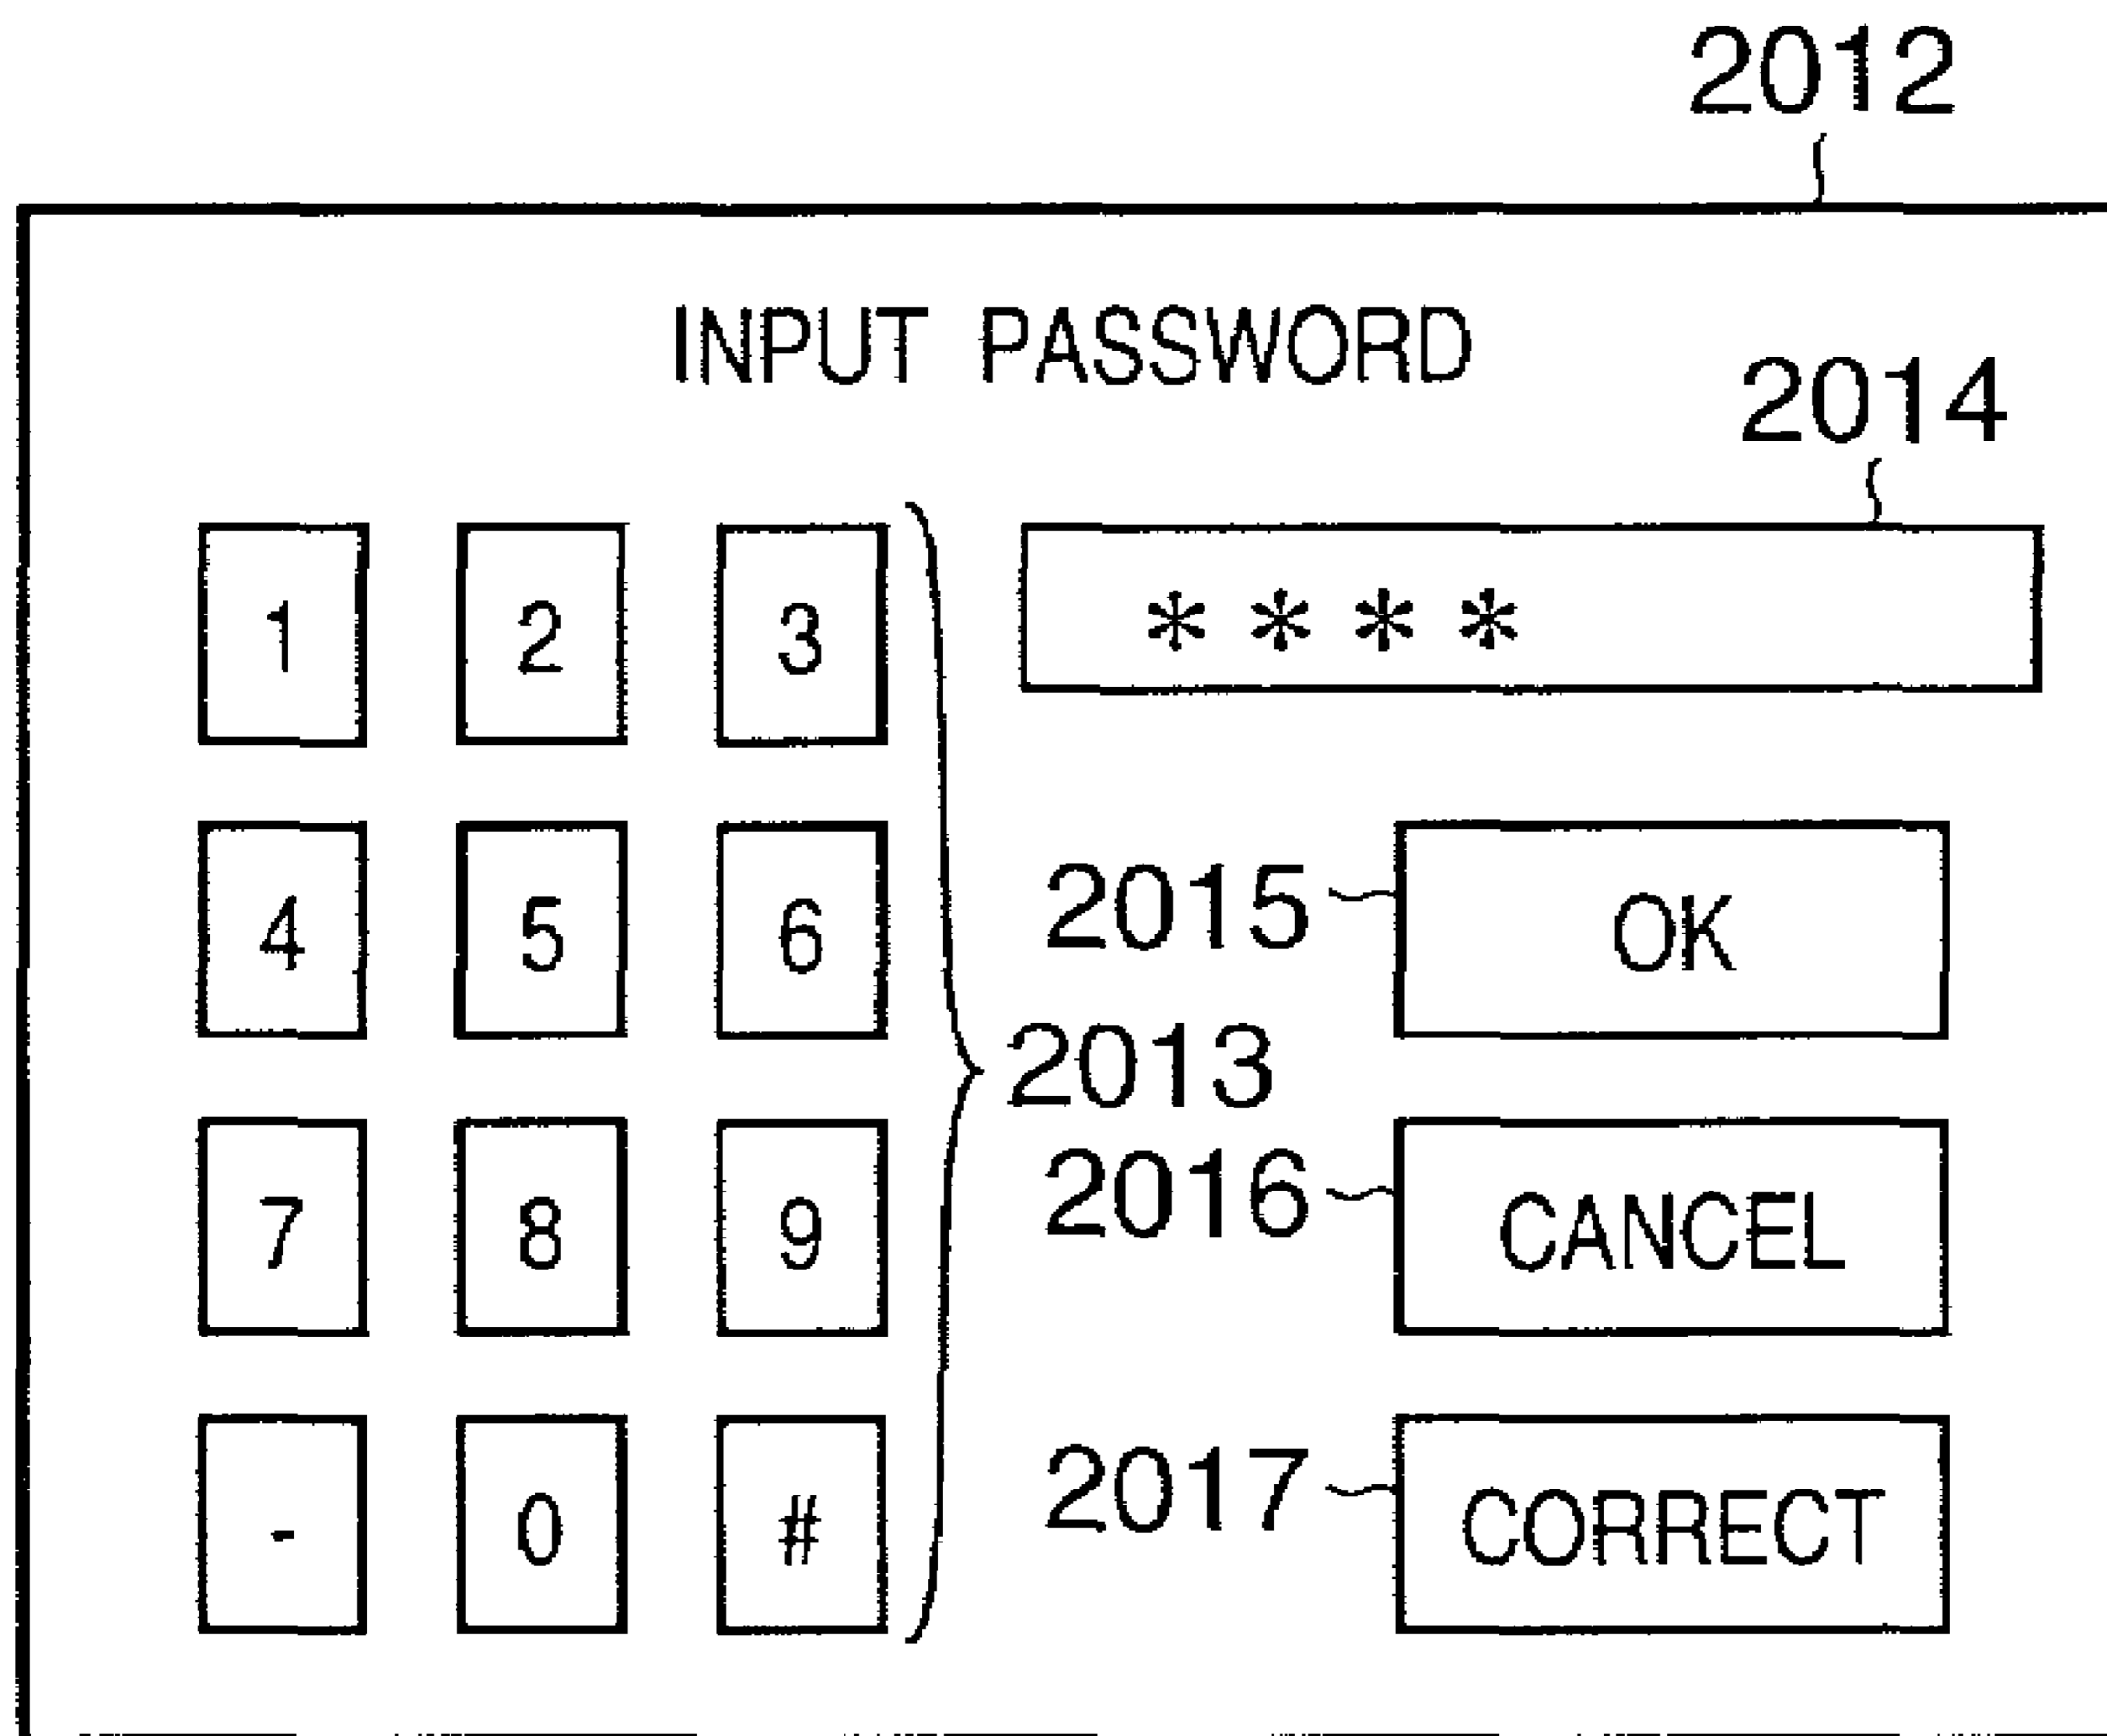 2012
INPUT PASSWORD
2014
1 2 3 * * * *
4 5 6 2015 OK
2013
7 8 9 2016 CANCEL
- 0 # 2017 CORRECT